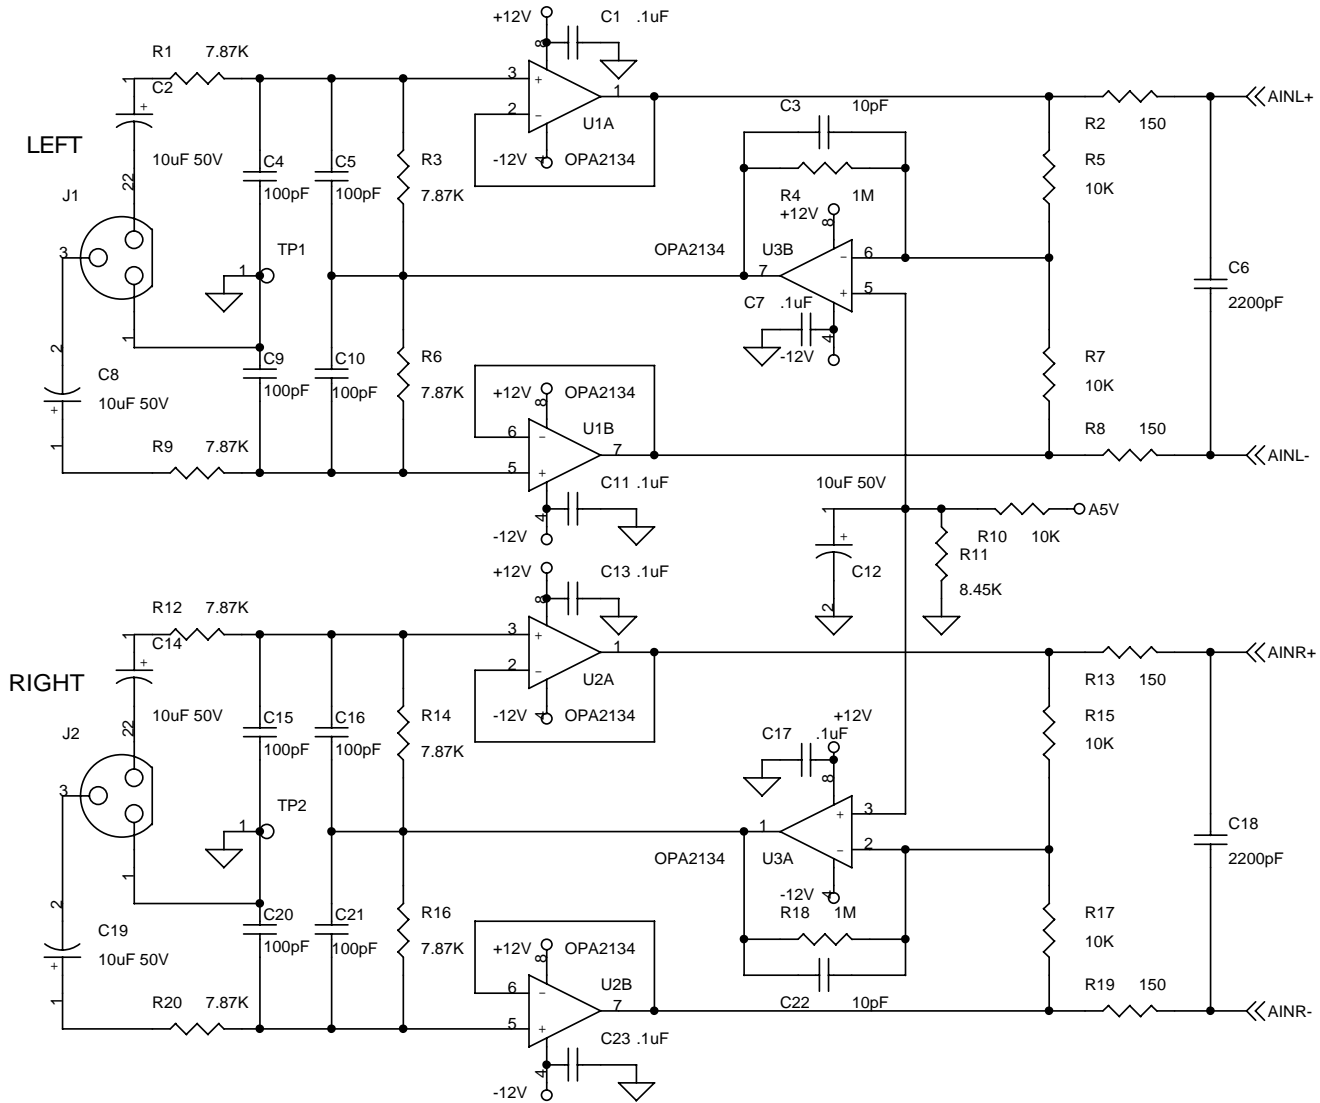 +12V C1 .1uF
R1 7.87K
8
1
C2
3
+
1
AINL+
2
−
C3 10pF
+
U1A
R2 150
LEFT
10uF 50V
C4
C5
R3
-12V
4
OPA2134
R5
100pF
100pF
7.87K
10K
22
J1
R4 1M
+12V
8
TP1
OPA2134
U3B
6
−
3
1
7
C6
+
5
C7 .1uF
2200pF
1
4
2
C9
C10
R6
-12V
R7
C8
100pF
100pF
7.87K
+12V
8
OPA2134
10K
10uF 50V
+
6
−
U1B
R8 150
1
R9 7.87K
7
AINL-
5
+
C11 .1uF
10uF 50V
4
1
A5V
-12V
R10 10K
+
R11
+12V
C13 .1uF
C12
8
8.45K
R12 7.87K
2
1
C14
3
+
1
AINR+
2
−
+
U2A
R13 150
RIGHT
10uF 50V
C15
C16
R14
-12V
4
OPA2134
R15
22
100pF
100pF
7.87K
+12V
10K
J2
C17 .1uF
8
3
TP2
3
+
1
1
C18
OPA2134
U3A
2
−
2200pF
1
-12V
4
2
C20
C21
R16
R18 1M
R17
C19
100pF
100pF
7.87K
+12V
8
OPA2134
10K
10uF 50V
+
6
−
U2B
R19 150
1
R20 7.87K
7
C22 10pF
AINR-
5
+
C23 .1uF
4
-12V